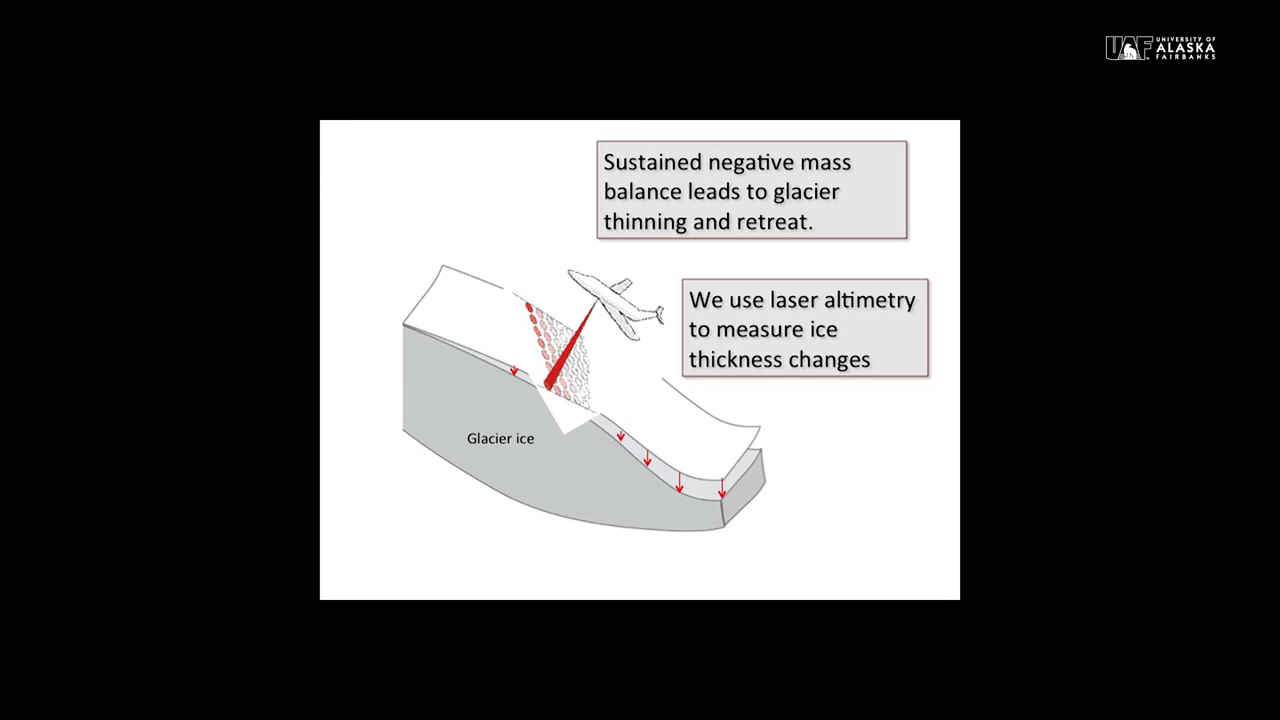 UAF UNIVERSITY OF
ALASKA
FAIRBANKS
Sustained negative mass
balance leads to glacier
thinning and retreat.
We use laser altimetry
to measure ice
thickness changes
Glacier ice